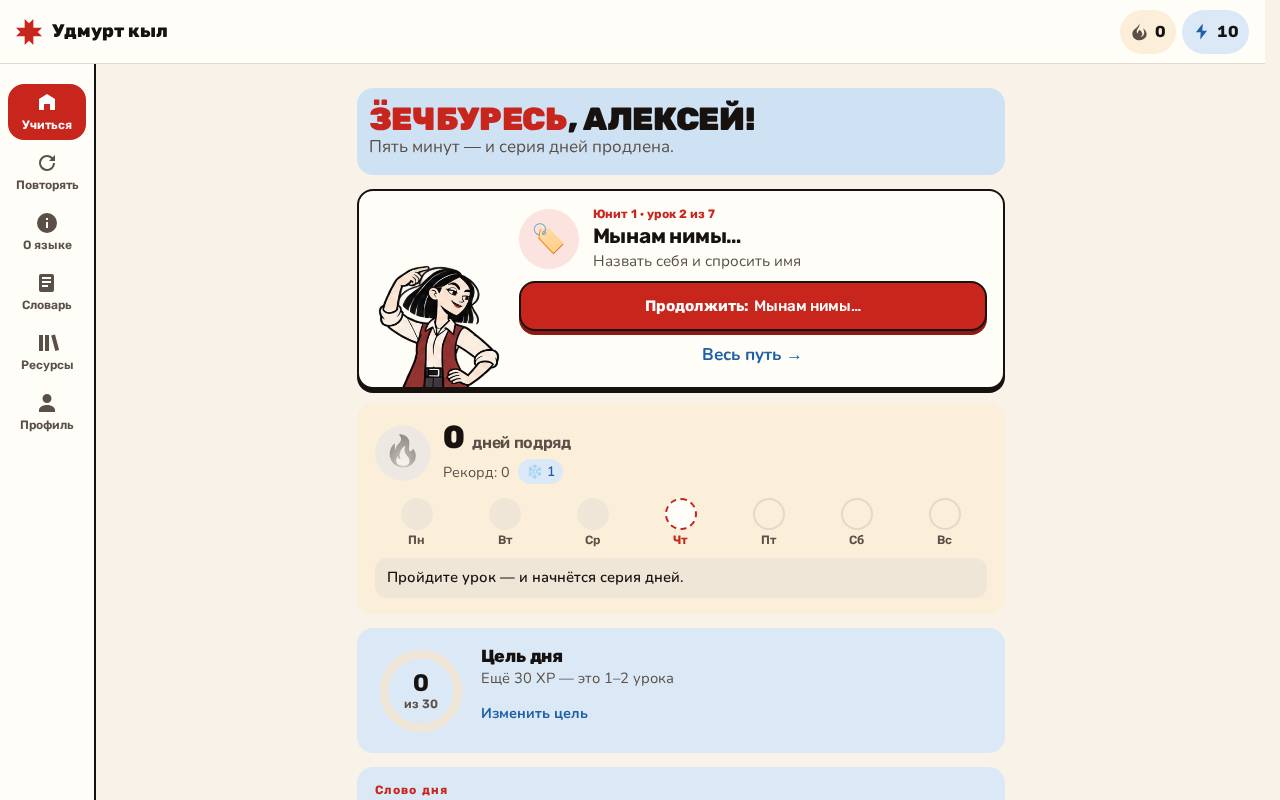 Удмурт кыл
0
10
Учиться
Повторять
О языке
Словарь
Ресурсы
Профиль
ӞЕЧБУРЕСЬ, АЛЕКСЕЙ!
Пять минут — и серия дней продлена.
Юнит 1 · урок 2 из 7
Мынам нимы…
Назвать себя и спросить имя
Продолжить: Мынам нимы…
Весь путь →
0 дней подряд
Рекорд: 0
1
Пн
Вт
Ср
Чт
Пт
Сб
Вс
Пройдите урок — и начнётся серия дней.
0
из 30
Цель дня
Ещё 30 XP — это 1–2 урока
Изменить цель
Слово дня